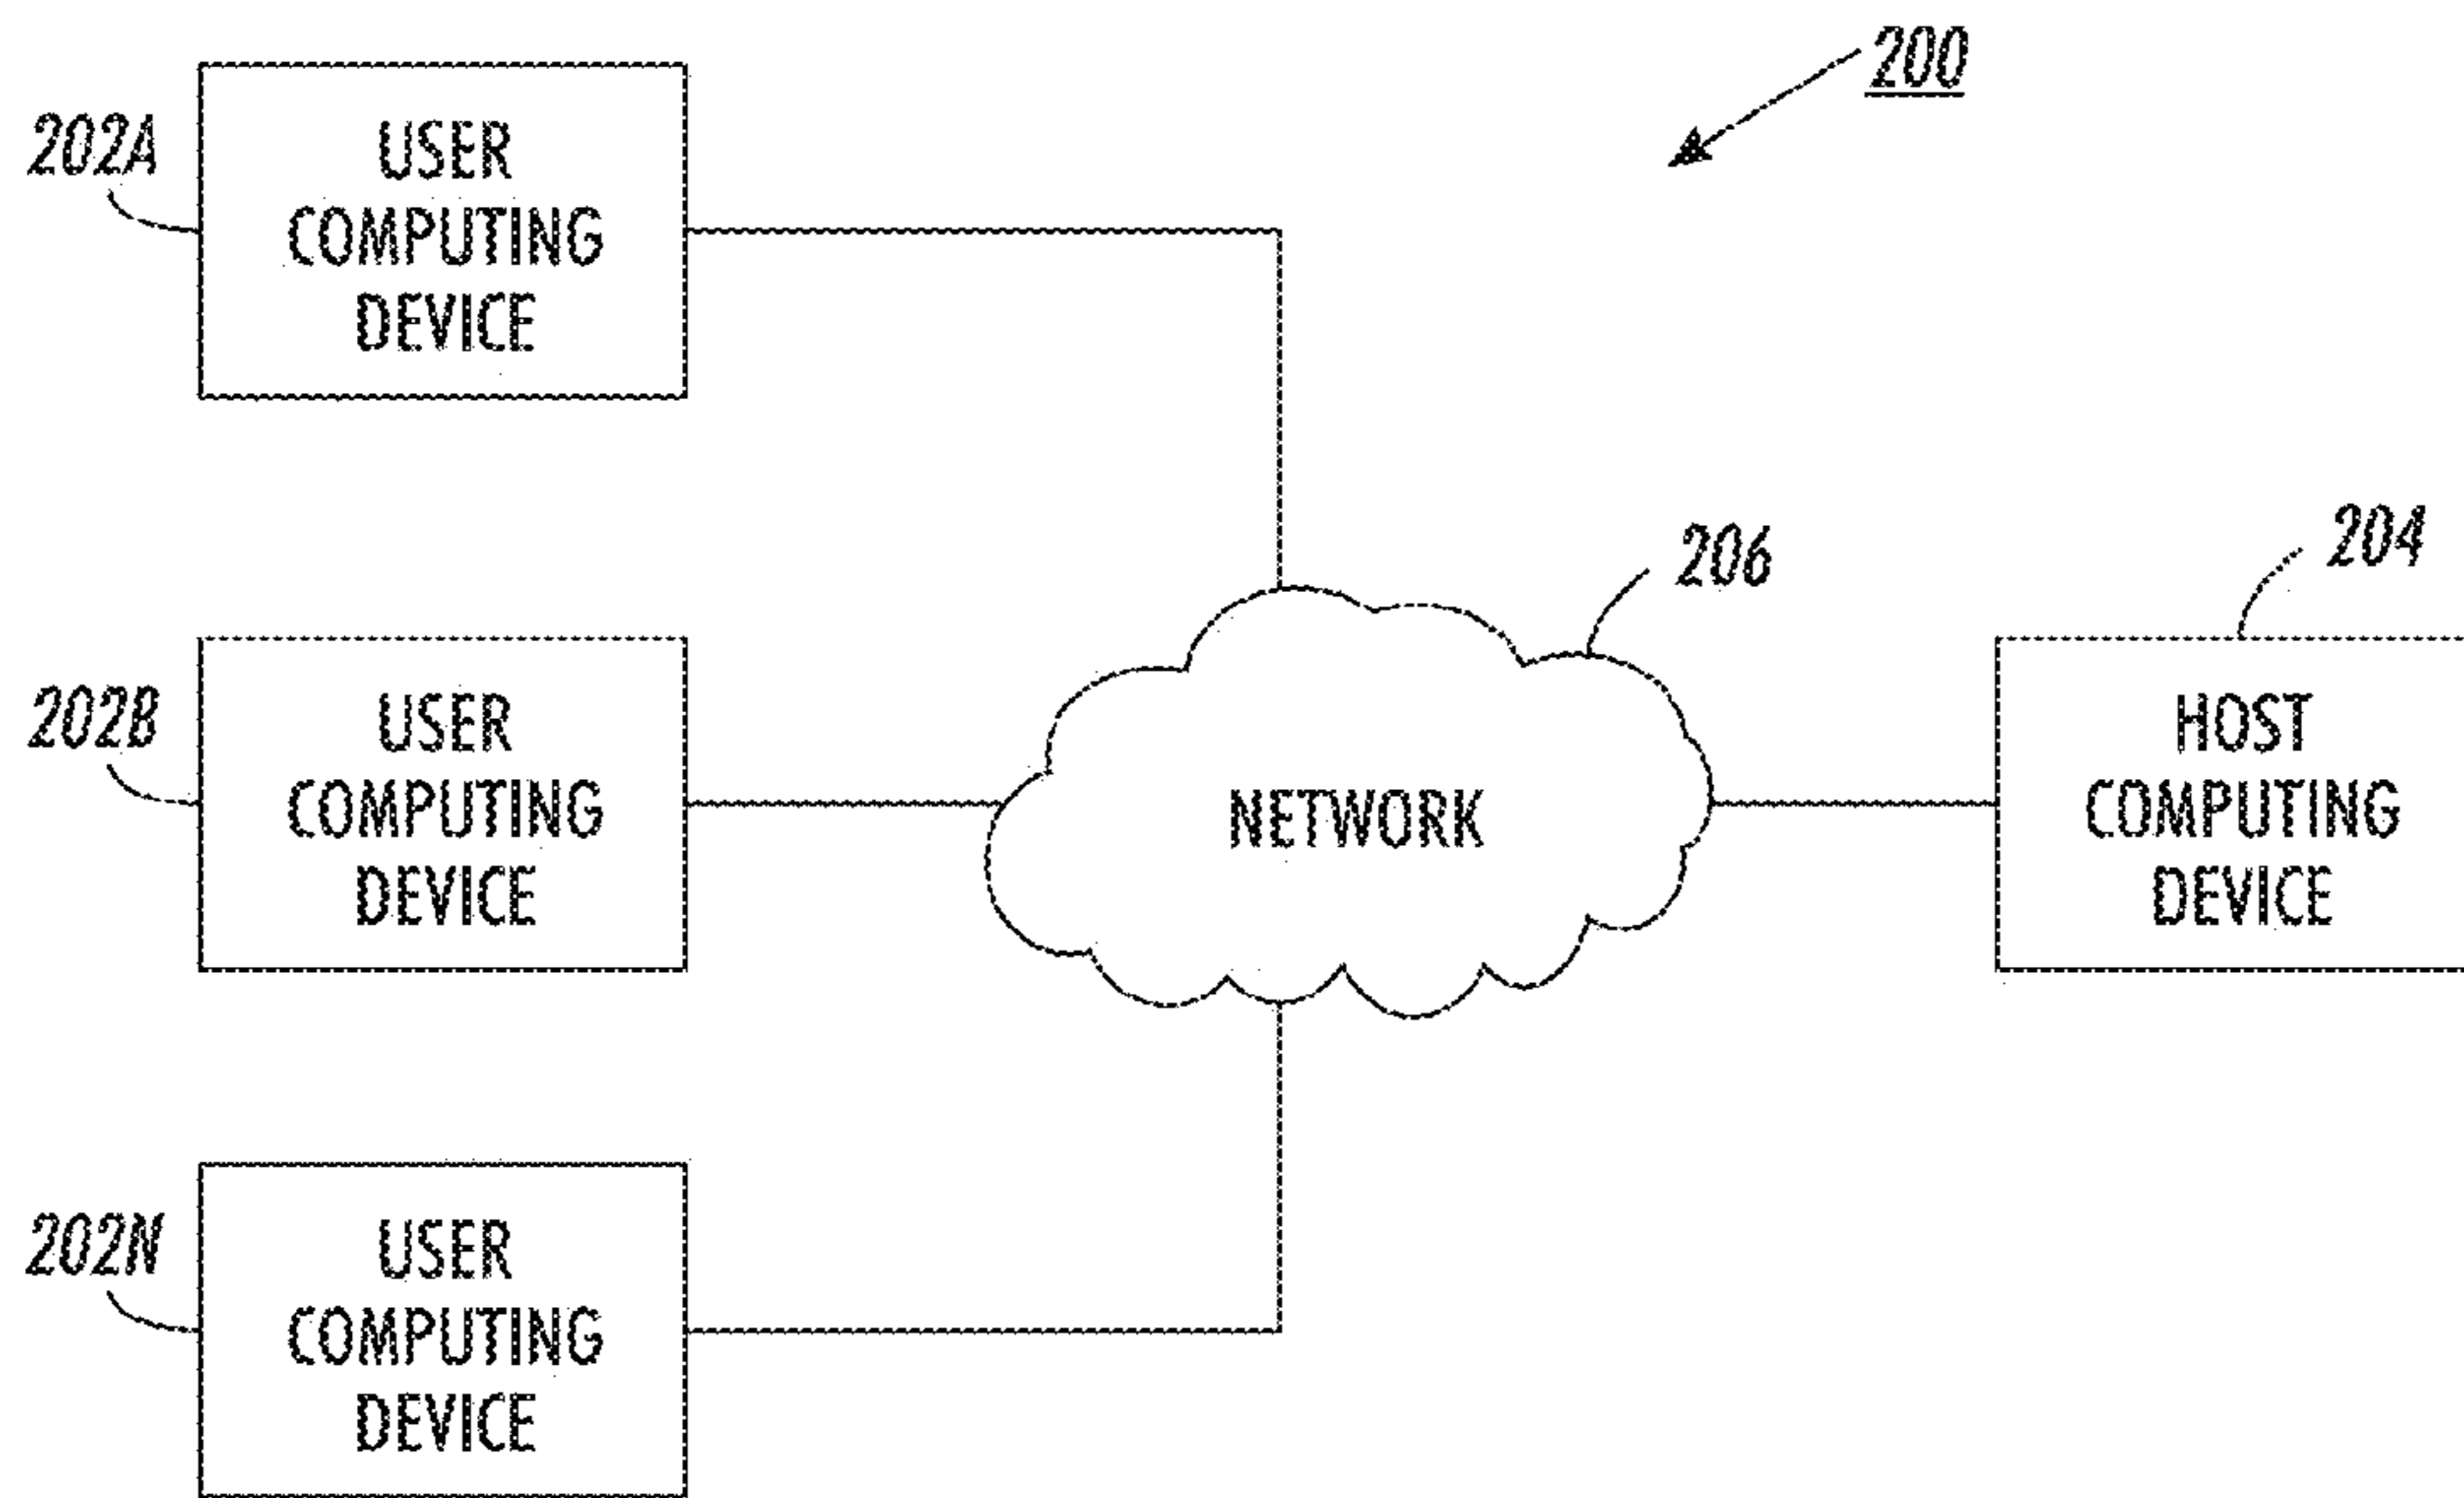 200
202A
USER
COMPUTING
DEVICE
206
204
202B
USER
COMPUTING
DEVICE
NETWORK
HOST
COMPUTING
DEVICE
202N
USER
COMPUTING
DEVICE